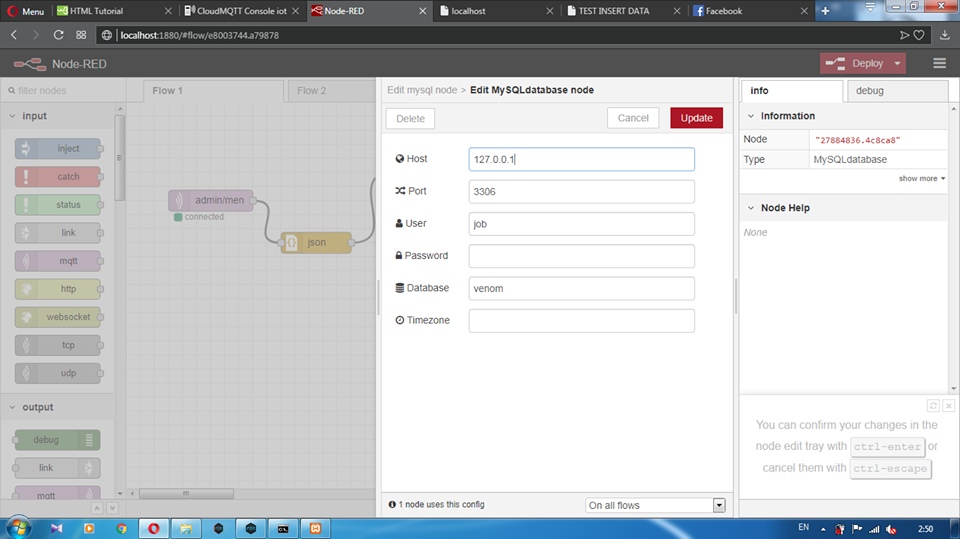 Menu
HTML Tutorial
CloudMQTT Console iot
Node-RED
localhost
TEST INSERT DATA
Facebook
localhost:1880/#flow/e8003744.a79878
Node-RED
Deploy
filter nodes
Flow 1
Flow 2
Edit mysql node > Edit MySQLdatabase node
info
debug
input
Delete
Cancel
Update
Information
Node
"27884836.4c8ca8"
Type
MySQLdatabase
show more
Node Help
None
inject
catch
status
link
mqtt
http
websocket
tcp
udp
output
debug
link
mqtt
admin/men
connected
json
Host
127.0.0.1
Port
3306
User
job
Password
Database
venom
Timezone
You can confirm your changes in the
node edit tray with ctrl-enter or
cancel them with ctrl-escape
1 node uses this config
On all flows
EN
2:50